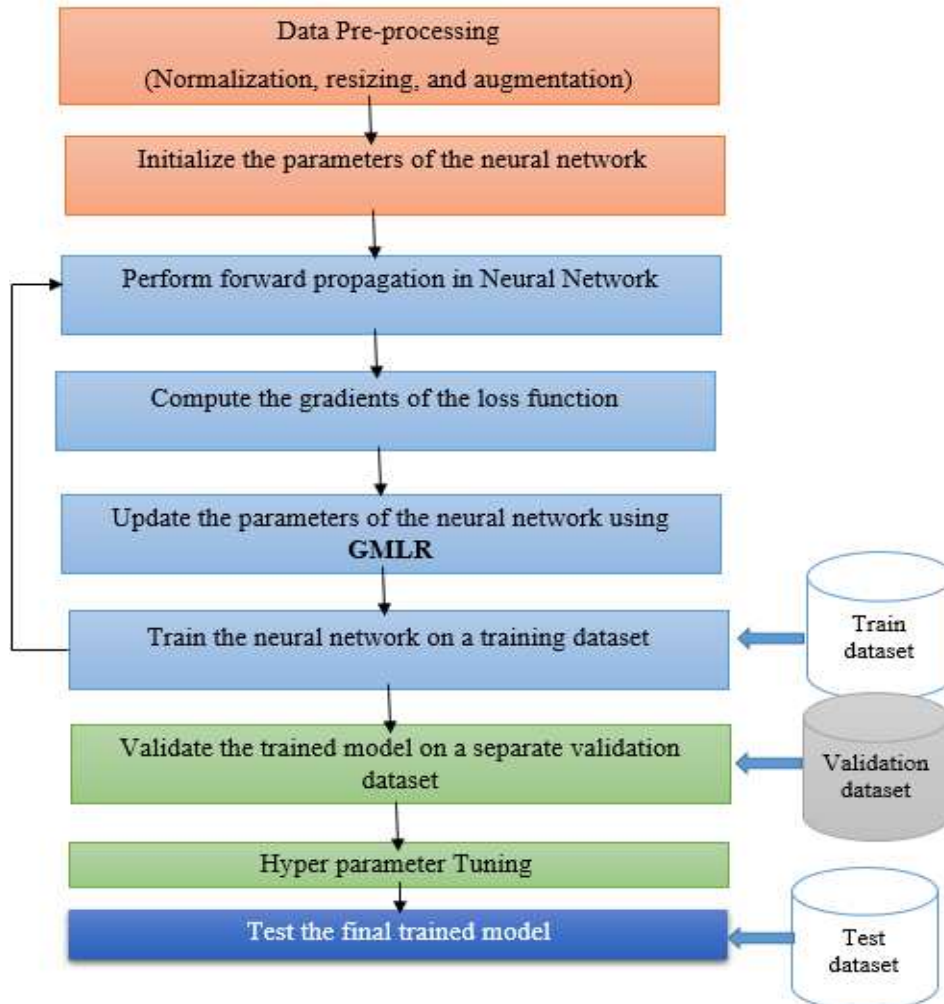 Data Pre-processing
(Normalization, resizing, and augmentation)
Initialize the parameters of the neural network
Perform forward propagation in Neural Network
Compute the gradients of the loss function
Update the parameters of the neural network using
GMLR
Train the neural network on a training dataset
Train
dataset
Validate the trained model on a separate validation
dataset
Validation
dataset
Hyper parameter Tuning
Test the final trained model
Test
dataset